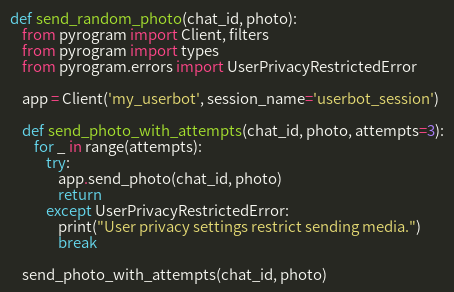 def send_random_photo(chat_id, photo):
from pyrogram import Client, filters
from pyrogram import types
from pyrogram.errors import UserPrivacyRestrictedError
app = Client('my_userbot', session_name='userbot_session')
def send_photo_with_attempts(chat_id, photo, attempts=3):
for _ in range(attempts):
try:
app.send_photo(chat_id, photo)
return
except UserPrivacyRestrictedError:
print("User privacy settings restrict sending media.")
break
send_photo_with_attempts(chat_id, photo)